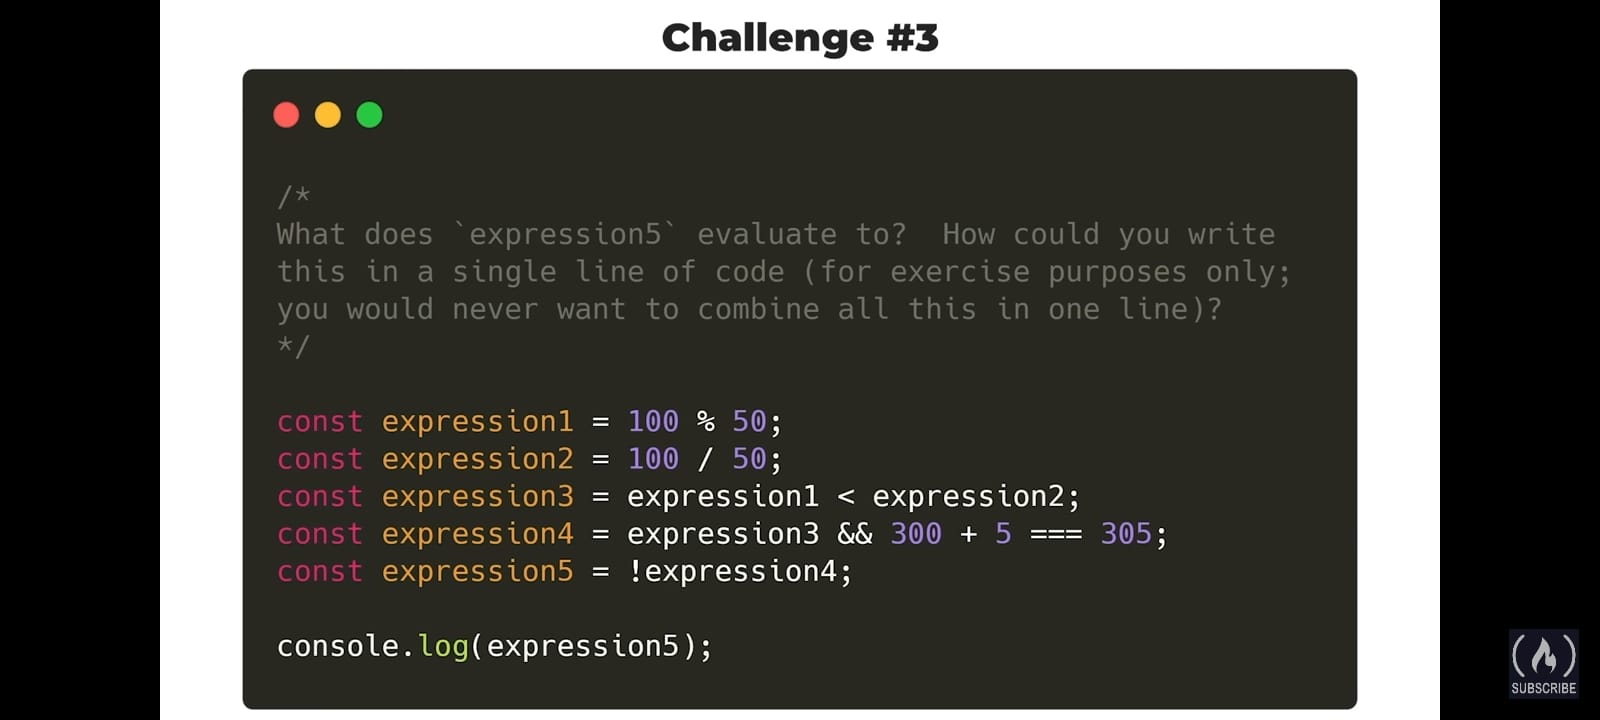 Challenge #3
/*
What does `expression5` evaluate to?  How could you write
this in a single line of code (for exercise purposes only;
you would never want to combine all this in one line)?
*/
const expression1 = 100 % 50;
const expression2 = 100 / 50;
const expression3 = expression1 < expression2;
const expression4 = expression3 && 300 + 5 === 305;
const expression5 = !expression4;
console.log(expression5);
SUBSCRIBE